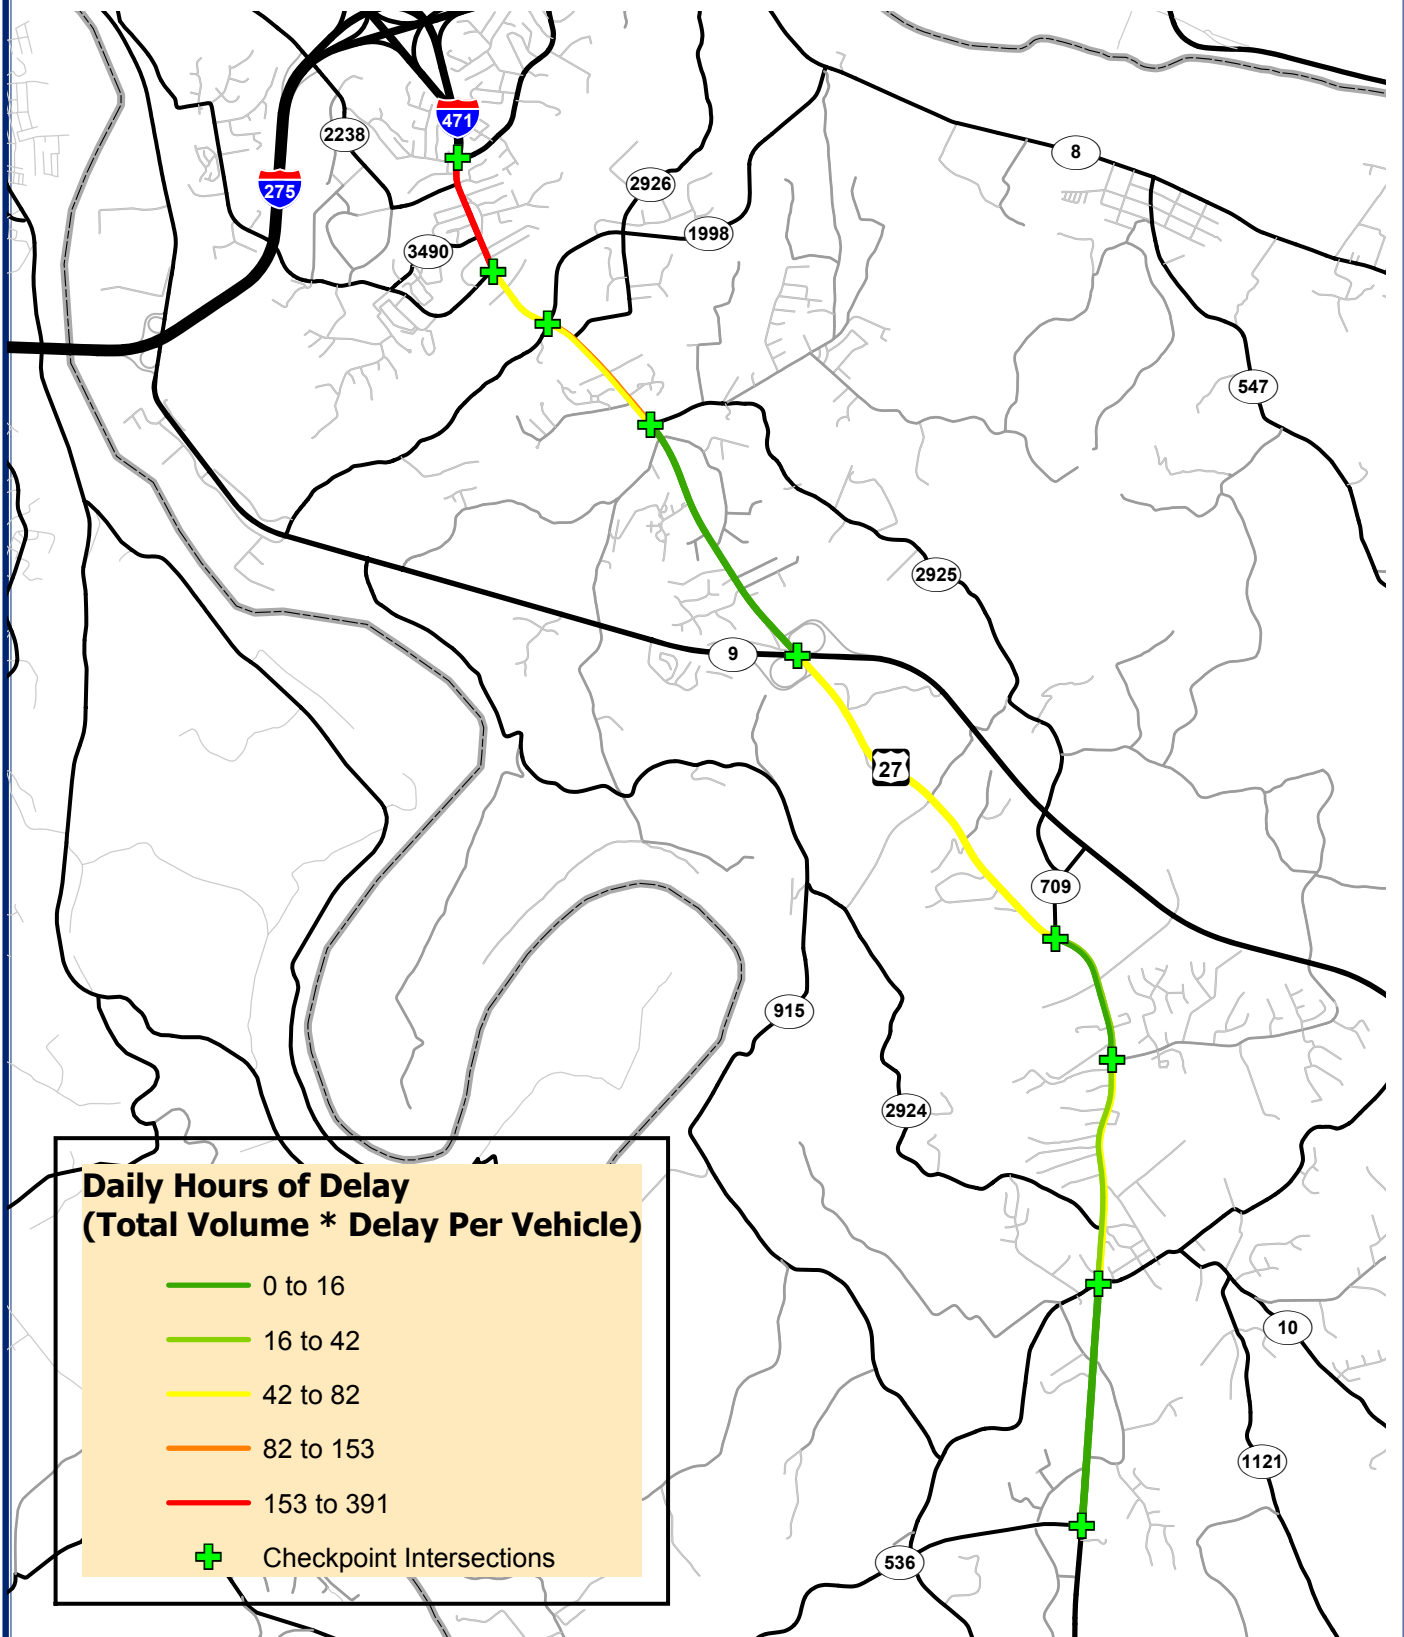 471
2238
8
275
2926
1998
3490
547
2925
9
27
709
915
2924
Daily Hours of Delay
(Total Volume * Delay Per Vehicle)
0 to 16
16 to 42
42 to 82
82 to 153
153 to 391
Checkpoint Intersections
10
1121
536